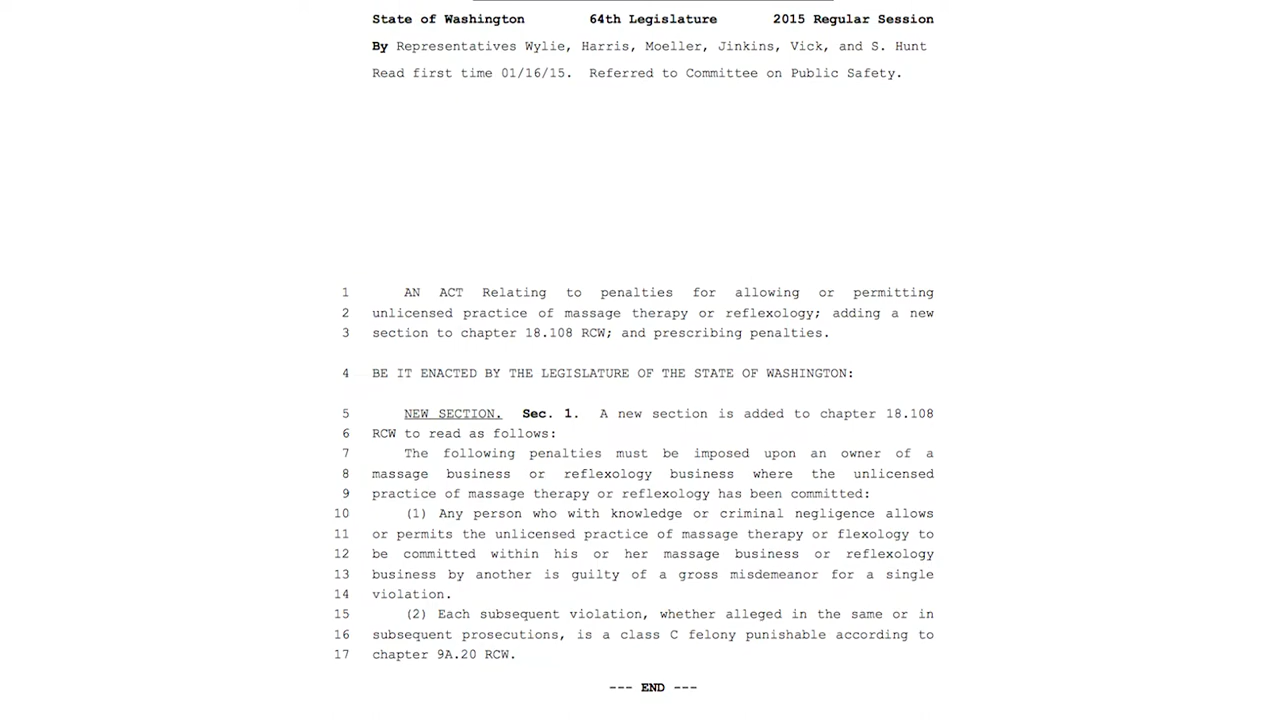 State of Washington 64th Legislature 2015 Regular Session
By Representatives Wylie, Harris, Moeller, Jinkins, Vick, and S. Hunt
Read first time 01/16/15. Referred to Committee on Public Safety.
1 AN ACT Relating to penalties for allowing or permitting
2 unlicensed practice of massage therapy or reflexology; adding a new
3 section to chapter 18.108 RCW; and prescribing penalties.
4 BE IT ENACTED BY THE LEGISLATURE OF THE STATE OF WASHINGTON:
5 NEW SECTION. Sec. 1. A new section is added to chapter 18.108
6 RCW to read as follows:
7 The following penalties must be imposed upon an owner of a
8 massage business or reflexology business where the unlicensed
9 practice of massage therapy or reflexology has been committed:
10 (1) Any person who with knowledge or criminal negligence allows
11 or permits the unlicensed practice of massage therapy or flexology to
12 be committed within his or her massage business or reflexology
13 business by another is guilty of a gross misdemeanor for a single
14 violation.
15 (2) Each subsequent violation, whether alleged in the same or in
16 subsequent prosecutions, is a class C felony punishable according to
17 chapter 9A.20 RCW.
--- END ---